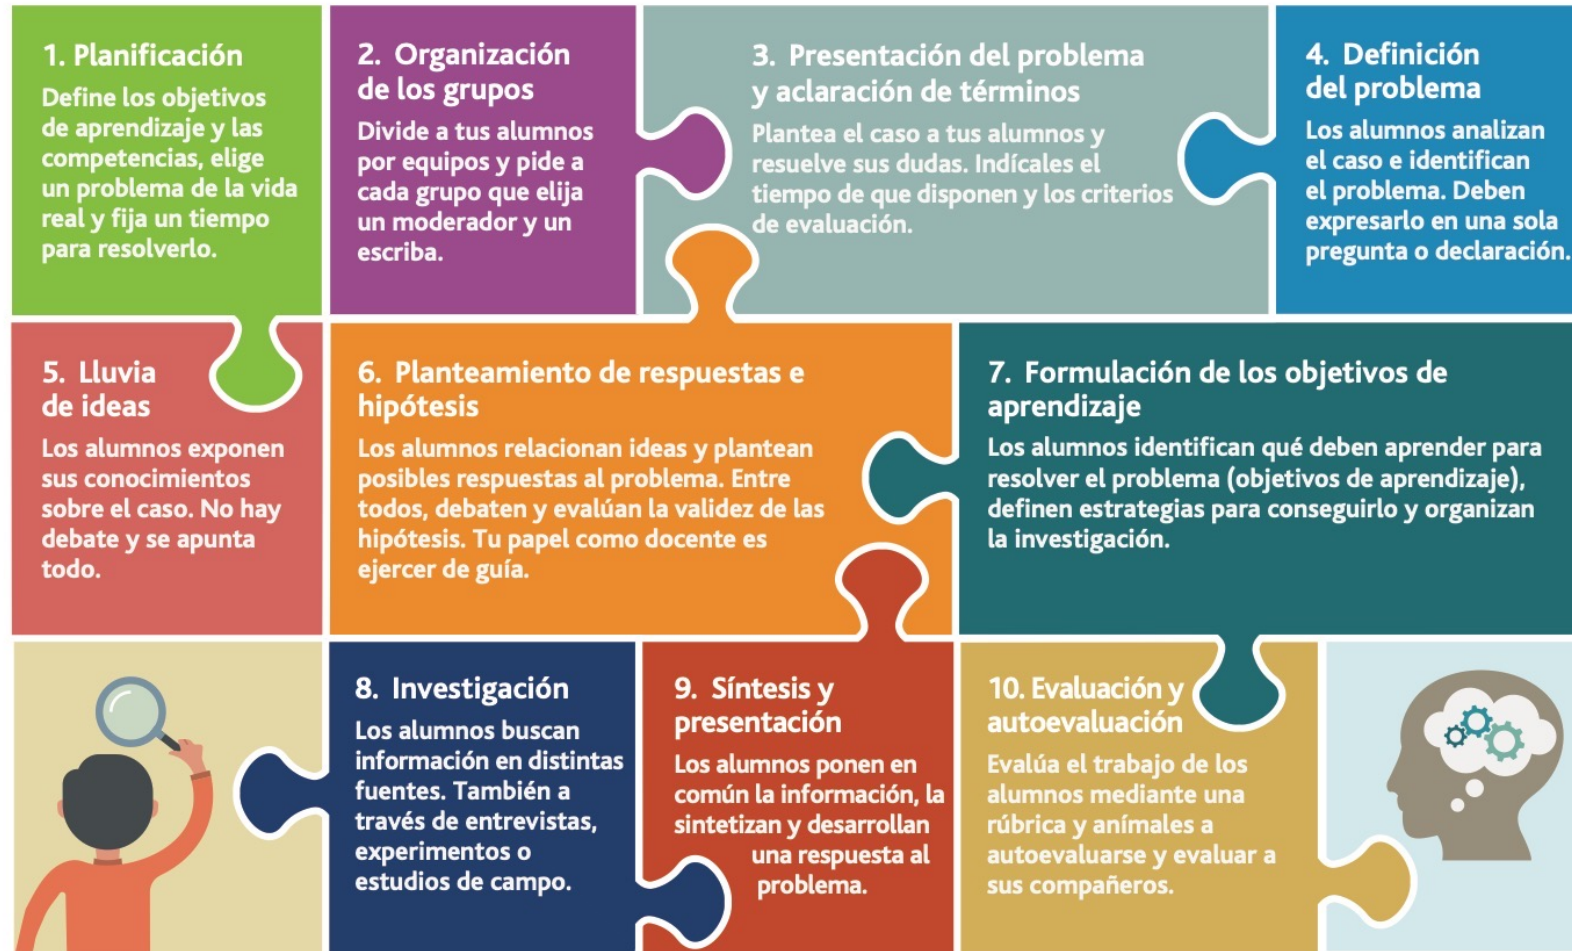 1. Planificación
Define los objetivos
de aprendizaje y las
competencias, elige
un problema de la vida
real y fija un tiempo
para resolverlo.
2. Organización
de los grupos
Divide a tus alumnos
por equipos y pide a
cada grupo que elija
un moderador y un
escriba.
3. Presentación del problema
y aclaración de términos
Plantea el caso a tus alumnos y
resuelve sus dudas. Indícales el
tiempo de que disponen y los criterios
de evaluación.
4. Definición
del problema
Los alumnos analizan
el caso e identifican
el problema. Deben
expresarlo en una sola
pregunta o declaración.
5. Lluvia
de ideas
Los alumnos exponen
sus conocimientos
sobre el caso. No hay
debate y se apunta
todo.
6. Planteamiento de respuestas e
hipótesis
Los alumnos relacionan ideas y plantean
posibles respuestas al problema. Entre
todos, debaten y evalúan la validez de las
hipótesis. Tu papel como docente es
ejercer de guía.
7. Formulación de los objetivos de
aprendizaje
Los alumnos identifican qué deben aprender para
resolver el problema (objetivos de aprendizaje),
definen estrategias para conseguirlo y organizan
la investigación.
8. Investigación
Los alumnos buscan
información en distintas
fuentes. También a
través de entrevistas,
experimentos o
estudios de campo.
9. Síntesis y
presentación
Los alumnos ponen en
común la información, la
sintetizan y desarrollan
una respuesta al
problema.
10. Evaluación y
autoevaluación
Evalúa el trabajo de los
alumnos mediante una
rúbrica y anímales a
autoevaluarse y evaluar a
sus compañeros.